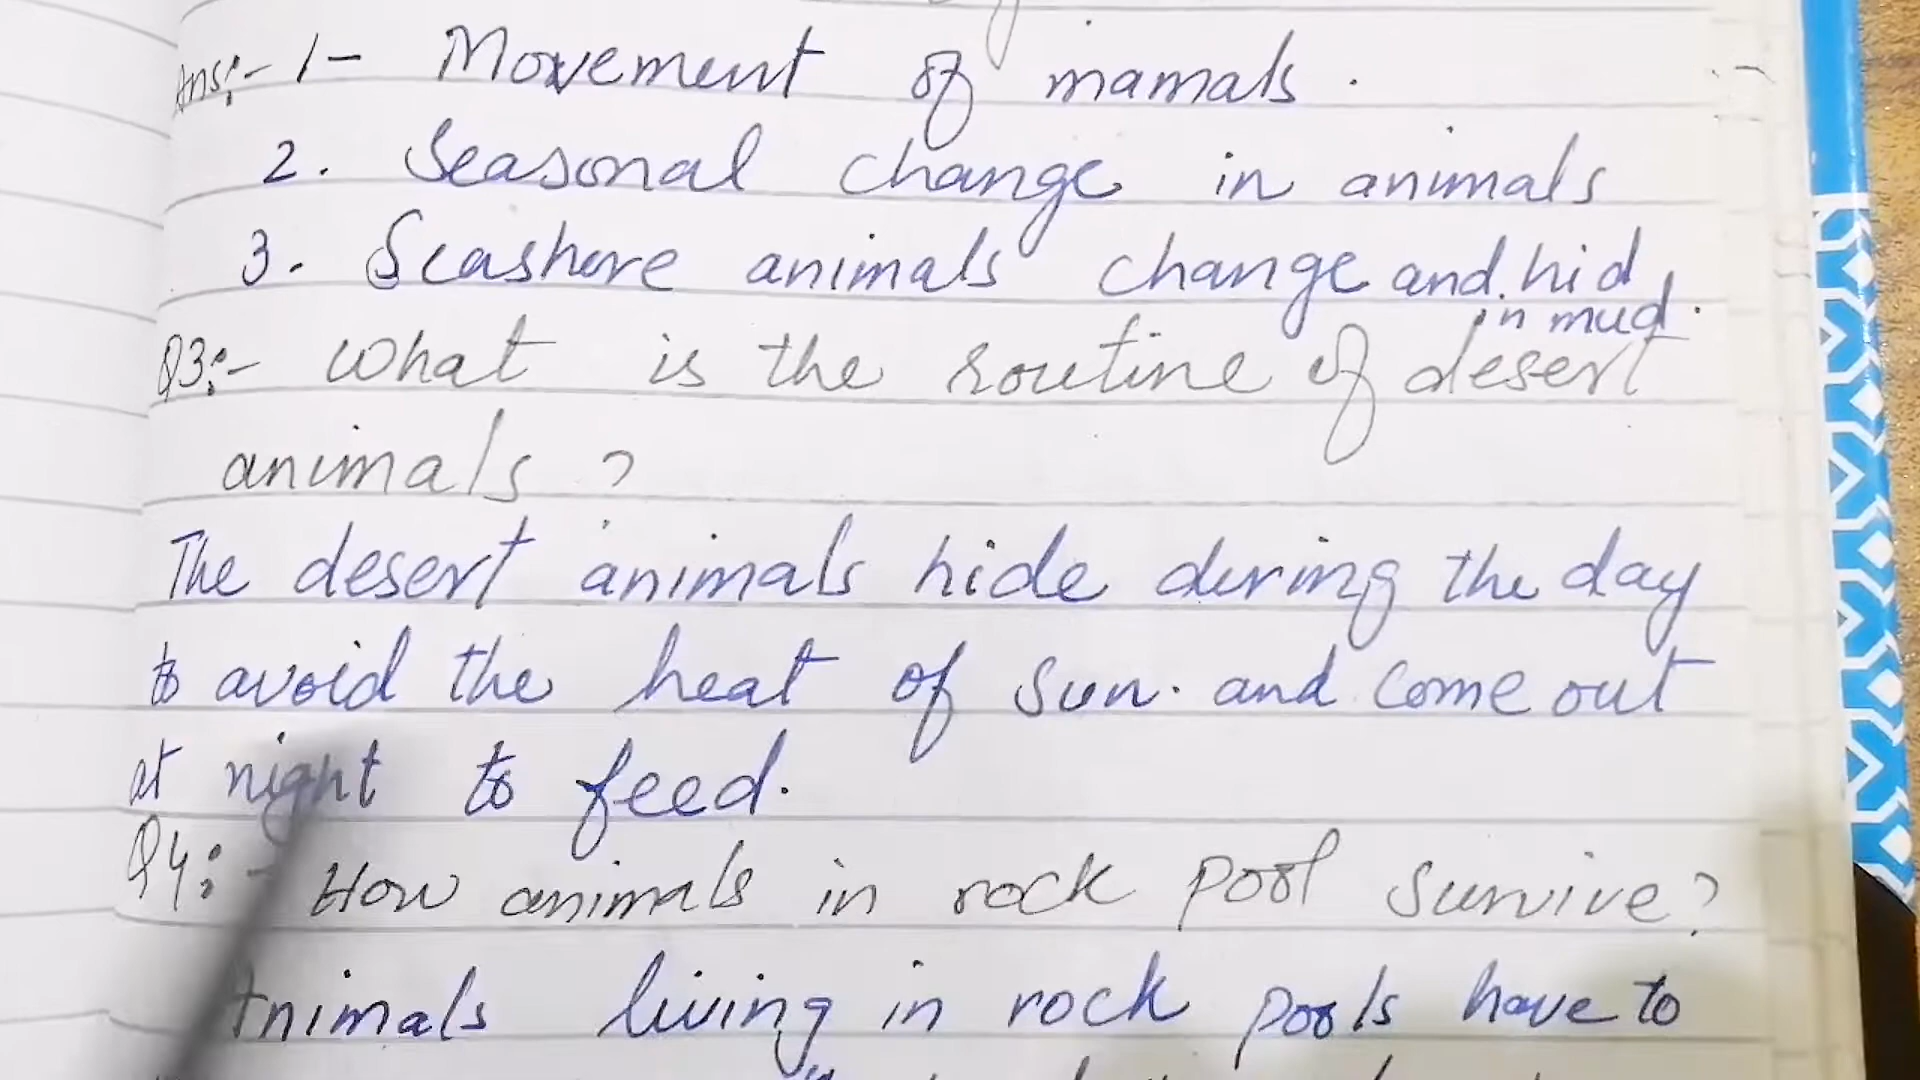 Ans:- 1- Movement of mamals.
2. Seasonal change in animals
3. Seashore animals change and hid
in mud.
Q3:- What is the routine of desert
animals?
The desert animals hide during the day
to avoid the heat of sun. and come out
at night to feed.
Q4:- How animals in rock pool survive?
Animals living in rock pools have to